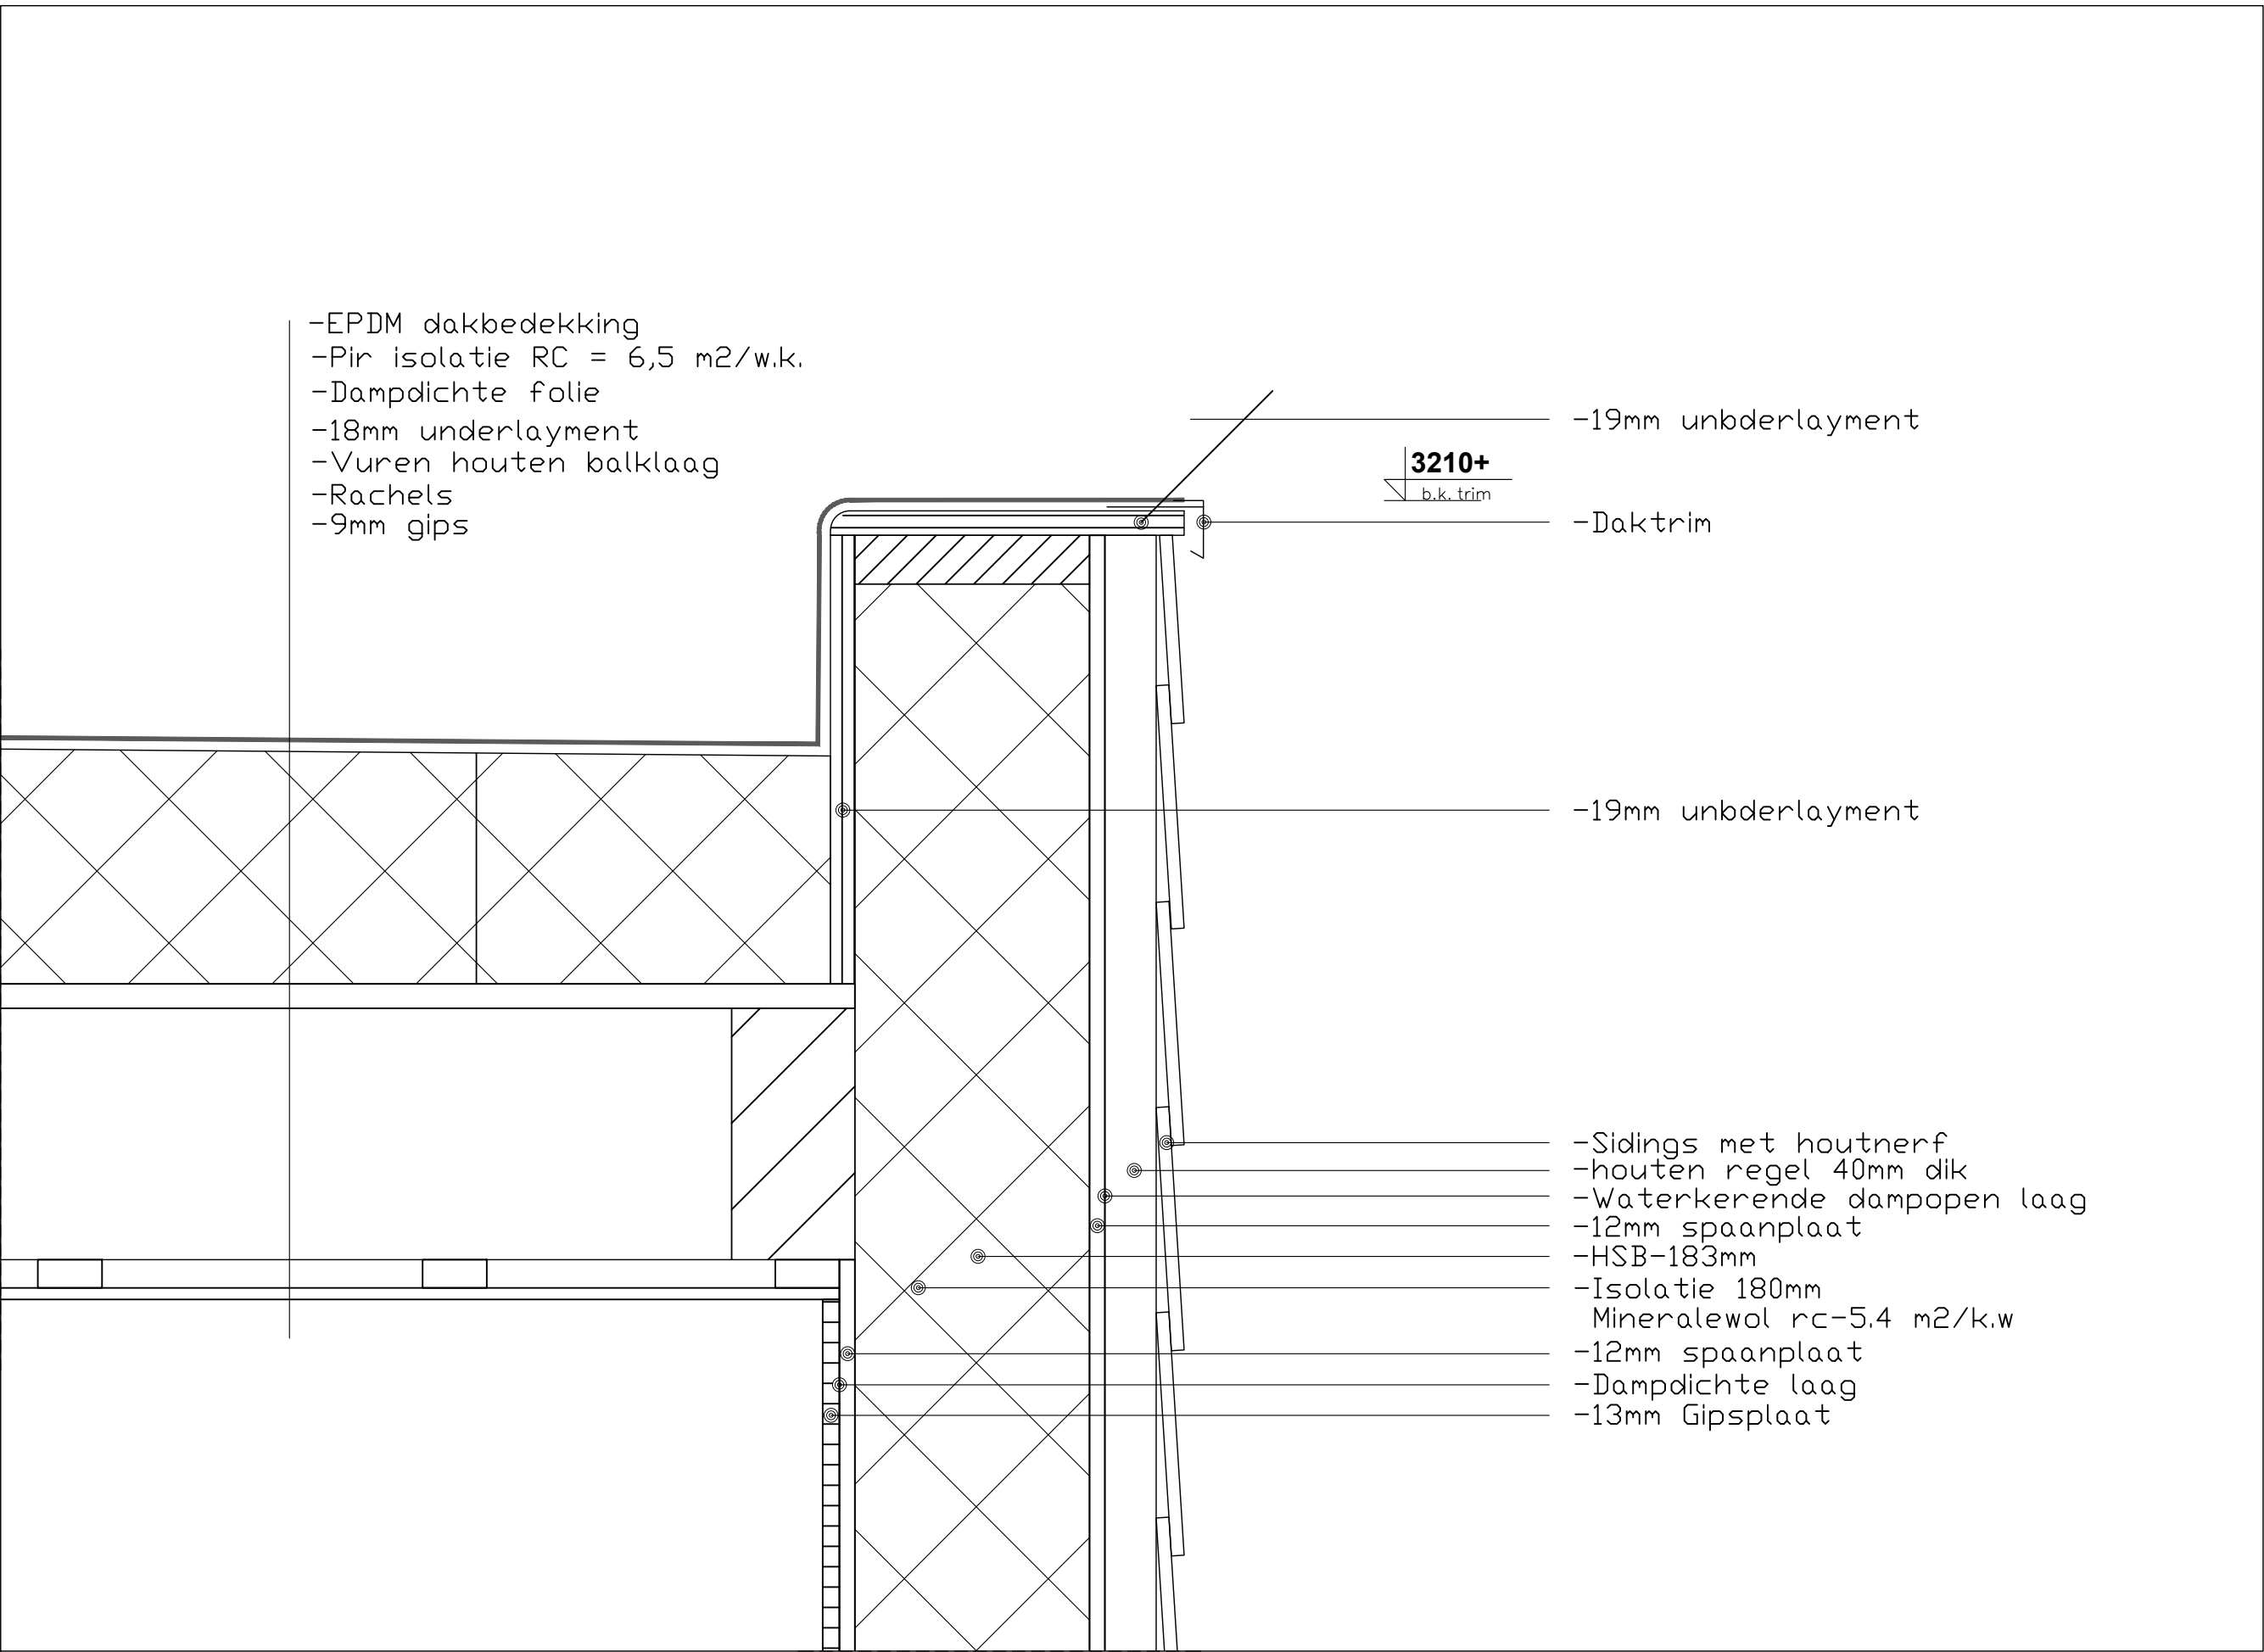 -EPDM dakbedekking
-Pir isolatie RC = 6,5 m2/w.k.
-Dampdichte folie
-18mm underlayment
-Vuren houten balklaag
-Rachels
-9mm gips
-19mm unbderlayment
3210+
b.k. trim
-Daktrim
-19mm unbderlayment
-Sidings met houtnerf
-houten regel 40mm dik
-Waterkerende dampopen laag
-12mm spaanplaat
-HSB-183mm
-Isolatie 180mm
Mineralewol rc-5.4 m2/k.w
-12mm spaanplaat
-Dampdichte laag
-13mm Gipsplaat